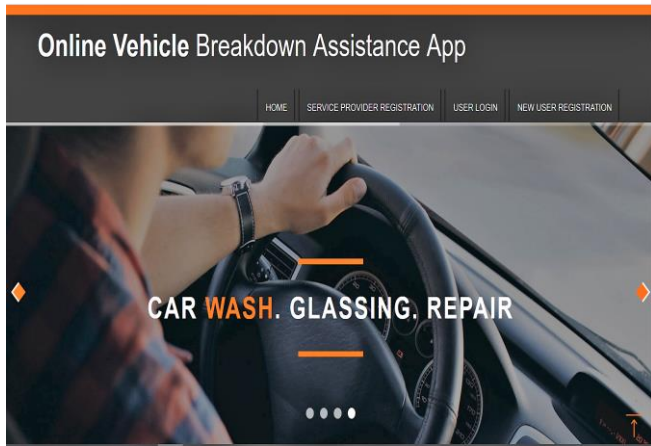 Online Vehicle Breakdown Assistance App
HOME SERVICE PROVIDER REGISTRATION USER LOGIN NEW USER REGISTRATION
CAR WASH. GLASSING. REPAIR